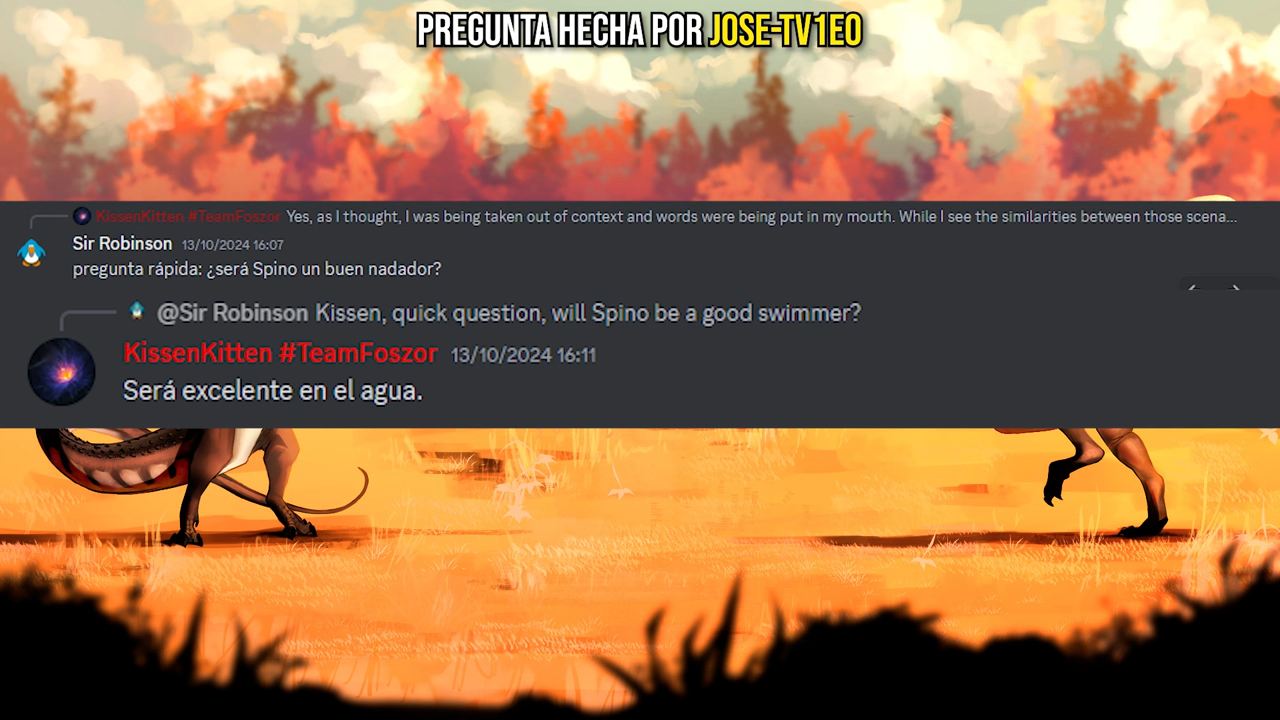 PREGUNTA HECHA POR JOSE-TV1EO
KissenKitten #TeamFoszor Yes, as I thought, I was being taken out of context and words were being put in my mouth. While I see the similarities between those scena...
Sir Robinson 13/10/2024 16:07
pregunta rápida: ¿será Spino un buen nadador?
@Sir Robinson Kissen, quick question, will Spino be a good swimmer?
KissenKitten #TeamFoszor 13/10/2024 16:11
Será excelente en el agua.